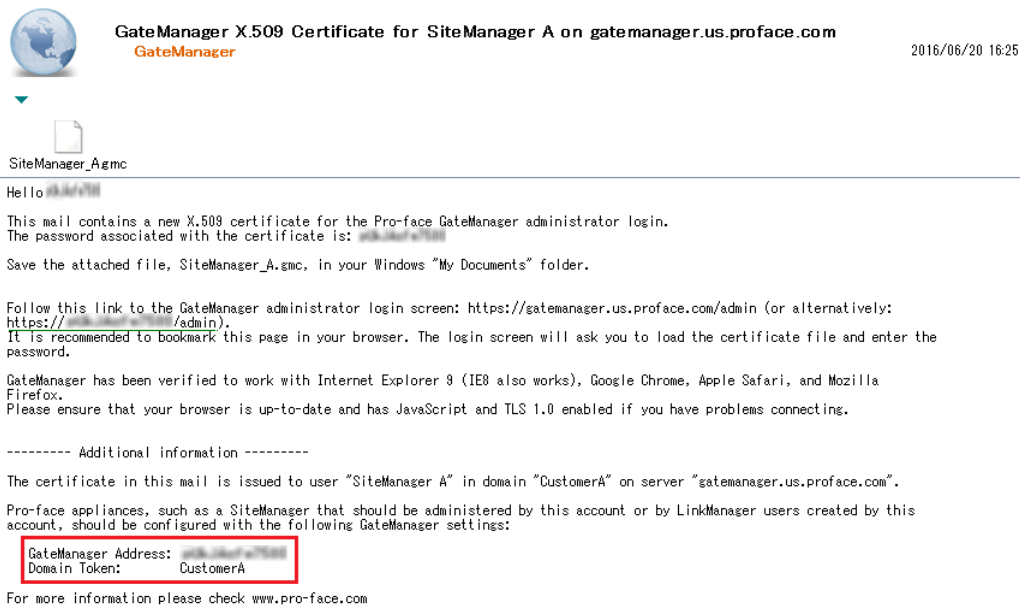 GateManager X.509 Certificate for SiteManager A on gatemanager.us.proface.com
GateManager
2016/06/20 16:25
SiteManager_A.gmc
Hello
This mail contains a new X.509 certificate for the Pro-face GateManager administrator login.
The password associated with the certificate is:
Save the attached file, SiteManager_A.gmc, in your Windows "My Documents" folder.
Follow this link to the GateManager administrator login screen: https://gatemanager.us.proface.com/admin (or alternatively:
https:// /admin).
It is recommended to bookmark this page in your browser. The login screen will ask you to load the certificate file and enter the
password.
GateManager has been verified to work with Internet Explorer 9 (IE8 also works), Google Chrome, Apple Safari, and Mozilla
Firefox.
Please ensure that your browser is up-to-date and has JavaScript and TLS 1.0 enabled if you have problems connecting.
--------- Additional information ---------
The certificate in this mail is issued to user "SiteManager A" in domain "CustomerA" on server "gatemanager.us.proface.com".
Pro-face appliances, such as a SiteManager that should be administered by this account or by LinkManager users created by this
account, should be configured with the following GateManager settings:
GateManager Address:
Domain Token: CustomerA
For more information please check www.pro-face.com